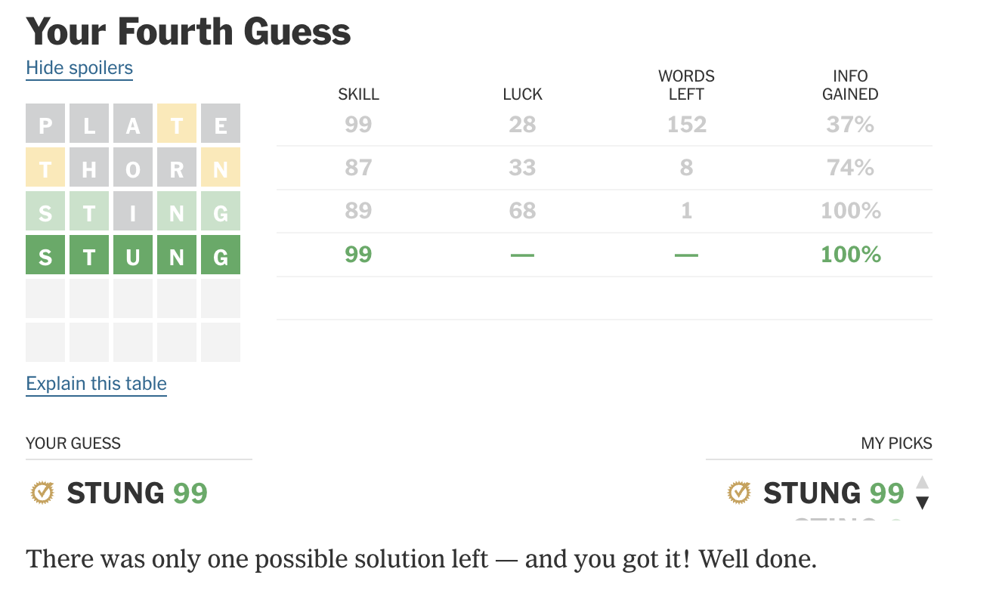 Your Fourth Guess
Hide spoilers
SKILL LUCK WORDS LEFT INFO GAINED
P L A T E 99 28 152 37%
T H O R N 87 33 8 74%
S T I N G 89 68 1 100%
S T U N G 99 — — 100%
Explain this table
YOUR GUESS MY PICKS
STUNG 99 STUNG 99
There was only one possible solution left — and you got it! Well done.